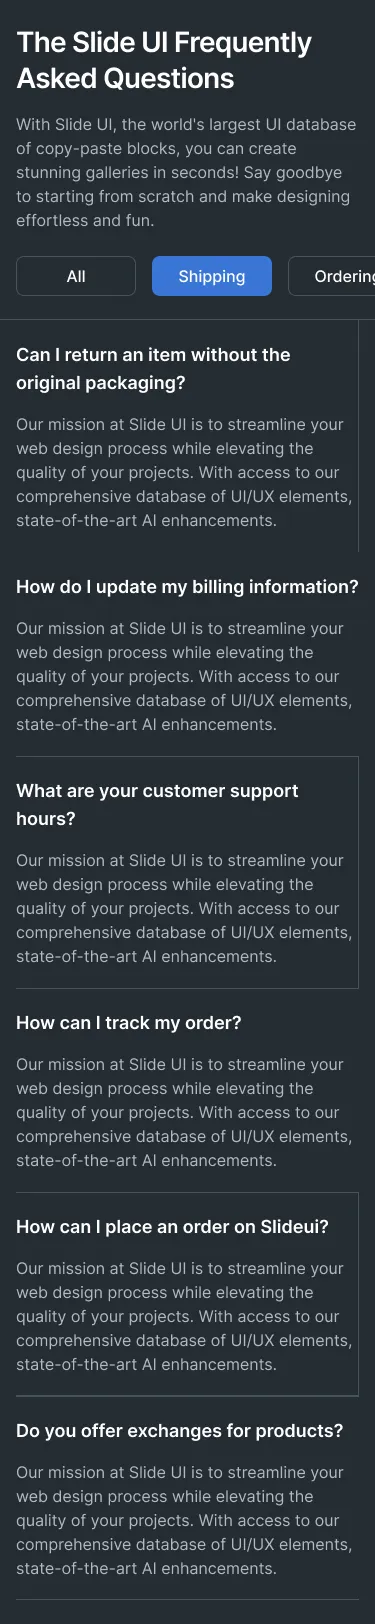 The Slide UI Frequently
Asked Questions
With Slide UI, the world's largest UI database
of copy-paste blocks, you can create
stunning galleries in seconds! Say goodbye
to starting from scratch and make designing
effortless and fun.
All
Shipping
Ordering
Can I return an item without the
original packaging?
Our mission at Slide UI is to streamline your
web design process while elevating the
quality of your projects. With access to our
comprehensive database of UI/UX elements,
state-of-the-art AI enhancements.
How do I update my billing information?
Our mission at Slide UI is to streamline your
web design process while elevating the
quality of your projects. With access to our
comprehensive database of UI/UX elements,
state-of-the-art AI enhancements.
What are your customer support
hours?
Our mission at Slide UI is to streamline your
web design process while elevating the
quality of your projects. With access to our
comprehensive database of UI/UX elements,
state-of-the-art AI enhancements.
How can I track my order?
Our mission at Slide UI is to streamline your
web design process while elevating the
quality of your projects. With access to our
comprehensive database of UI/UX elements,
state-of-the-art AI enhancements.
How can I place an order on Slideui?
Our mission at Slide UI is to streamline your
web design process while elevating the
quality of your projects. With access to our
comprehensive database of UI/UX elements,
state-of-the-art AI enhancements.
Do you offer exchanges for products?
Our mission at Slide UI is to streamline your
web design process while elevating the
quality of your projects. With access to our
comprehensive database of UI/UX elements,
state-of-the-art AI enhancements.